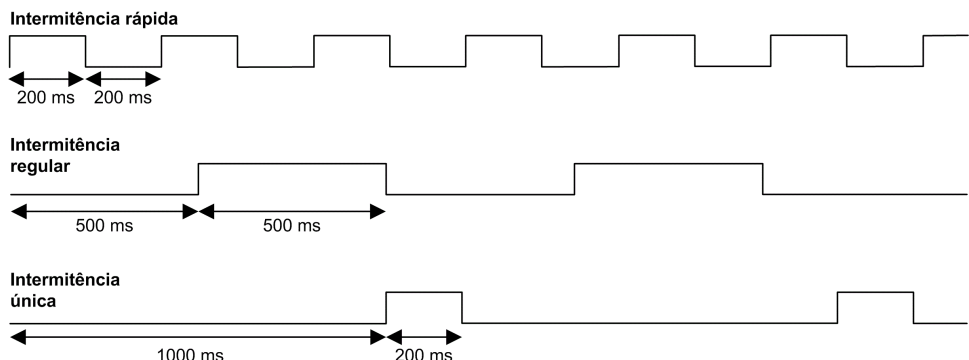 Intermitência rápida
200 ms 200 ms
Intermitência
regular
500 ms 500 ms
Intermitência
única
1000 ms 200 ms